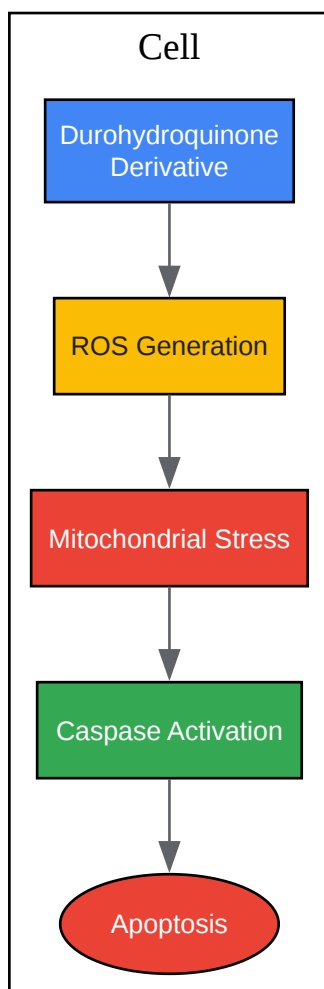 Cell
Durohydroquinone
Derivative
ROS Generation
Mitochondrial Stress
Caspase Activation
Apoptosis